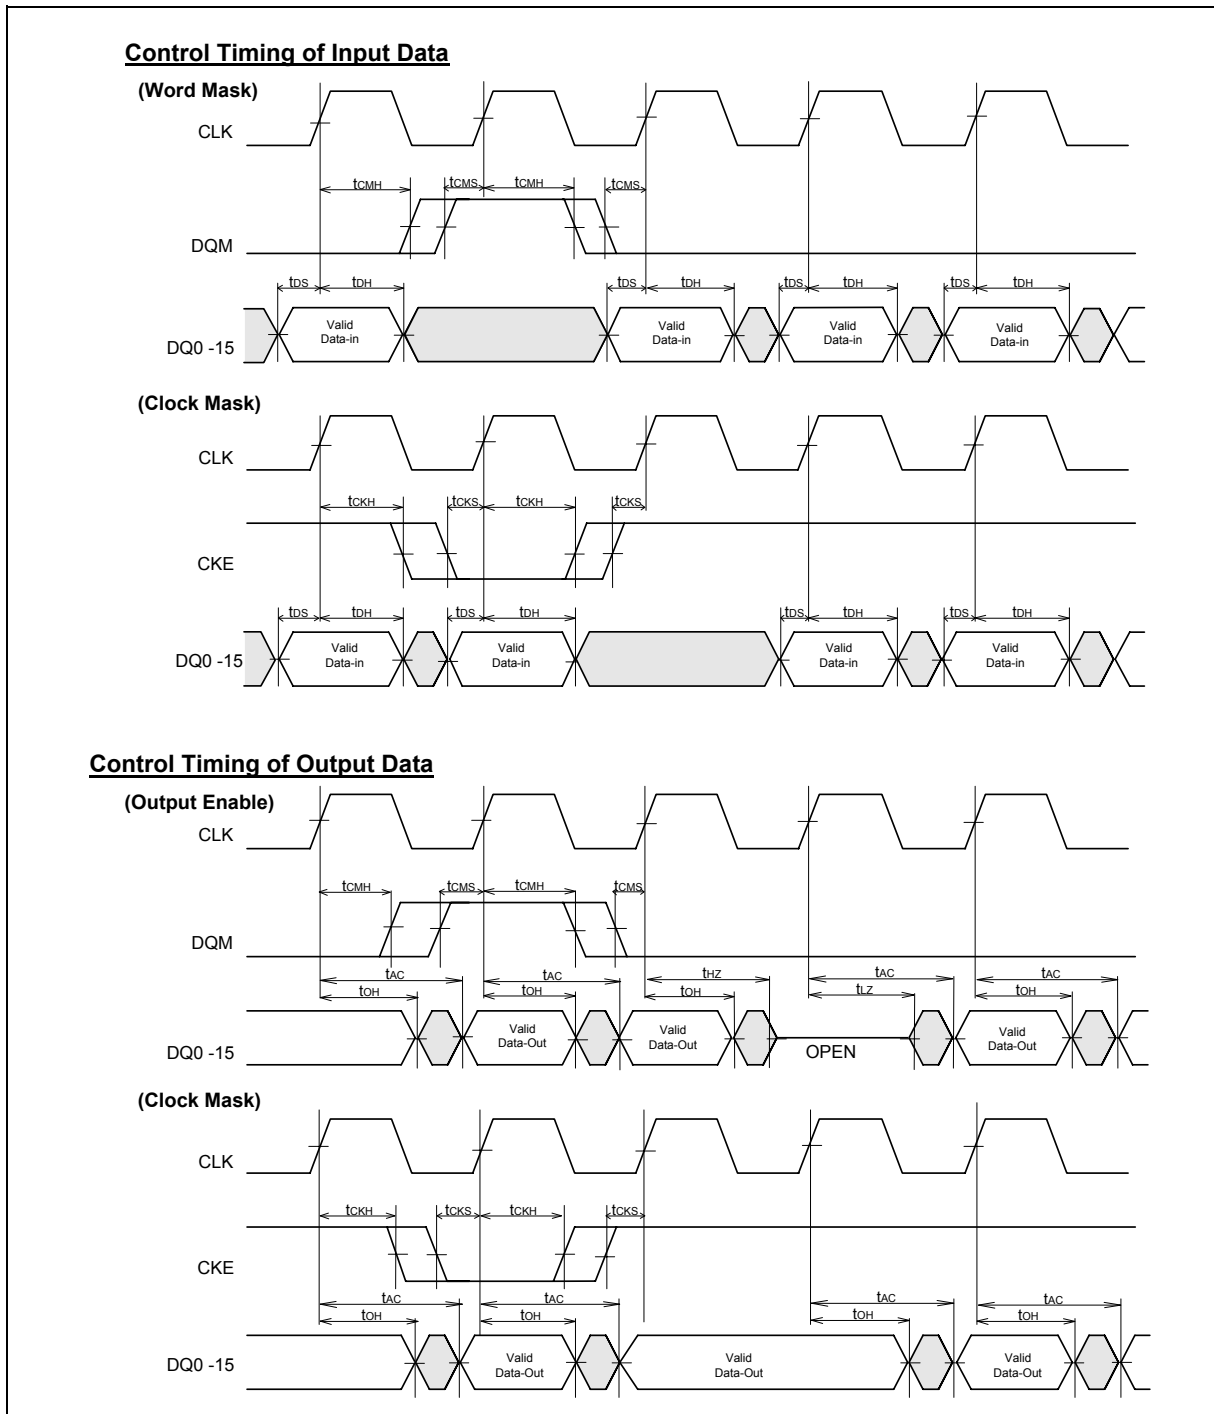 Control Timing of Input Data
(Word Mask)
CLK
tCMH tCMS tCMH tCMS
DQM
tDS tDH tDS tDH tDS tDH tDS tDH
Valid Data-in Valid Data-in Valid Data-in Valid Data-in
DQ0 -15
(Clock Mask)
CLK
tCKH tCKS tCKH tCKS
CKE
tDS tDH tDS tDH tDS tDH tDS tDH
Valid Data-in Valid Data-in Valid Data-in Valid Data-in
DQ0 -15
Control Timing of Output Data
(Output Enable)
CLK
tCMH tCMS tCMH tCMS
DQM
tAC tAC tHZ tAC tAC
tOH tOH tOH tLZ tOH
Valid Data-Out Valid Data-Out Valid Data-Out
DQ0 -15 OPEN
(Clock Mask)
CLK
tCKH tCKS tCKH tCKS
CKE
tAC tAC tAC tAC
tOH tOH tOH tOH
Valid Data-Out Valid Data-Out Valid Data-Out
DQ0 -15